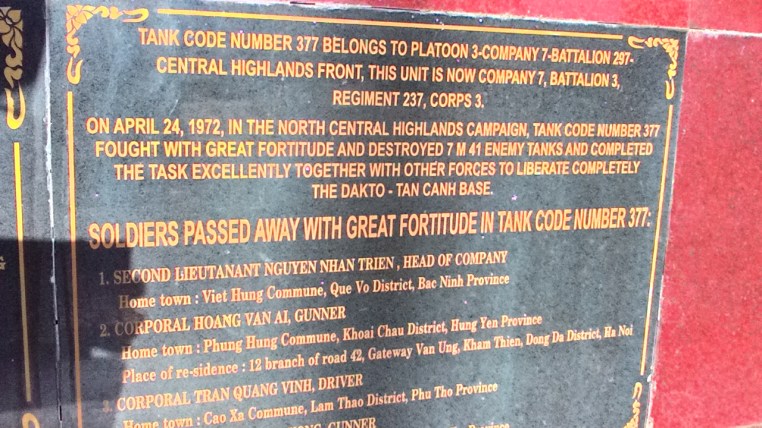 TANK CODE NUMBER 377 BELONGS TO PLATOON 3-COMPANY 7-BATTALION 297-
CENTRAL HIGHLANDS FRONT, THIS UNIT IS NOW COMPANY 7, BATTALION 3,
REGIMENT 237, CORPS 3.
ON APRIL 24, 1972, IN THE NORTH CENTRAL HIGHLANDS CAMPAIGN, TANK CODE NUMBER 377
FOUGHT WITH GREAT FORTITUDE AND DESTROYED 7 M 41 ENEMY TANKS AND COMPLETED
THE TASK EXCELLENTLY TOGETHER WITH OTHER FORCES TO LIBERATE COMPLETELY
THE DAKTO - TAN CANH BASE.
SOLDIERS PASSED AWAY WITH GREAT FORTITUDE IN TANK CODE NUMBER 377:
1. SECOND LIEUTANANT NGUYEN NHAN TRIEN , HEAD OF COMPANY
Home town : Viet Hung Commune, Que Vo District, Bac Ninh Province
2. CORPORAL HOANG VAN AI, GUNNER
Home town : Phung Hung Commune, Khoai Chau District, Hung Yen Province
Place of re-sidence : 12 branch of road 42, Gateway Van Ung, Kham Thien, Dong Da District, Ha Noi
3. CORPORAL TRAN QUANG VINH, DRIVER
Home town : Cao Xa Commune, Lam Thao District, Phu Tho Province
GUNNER
Province